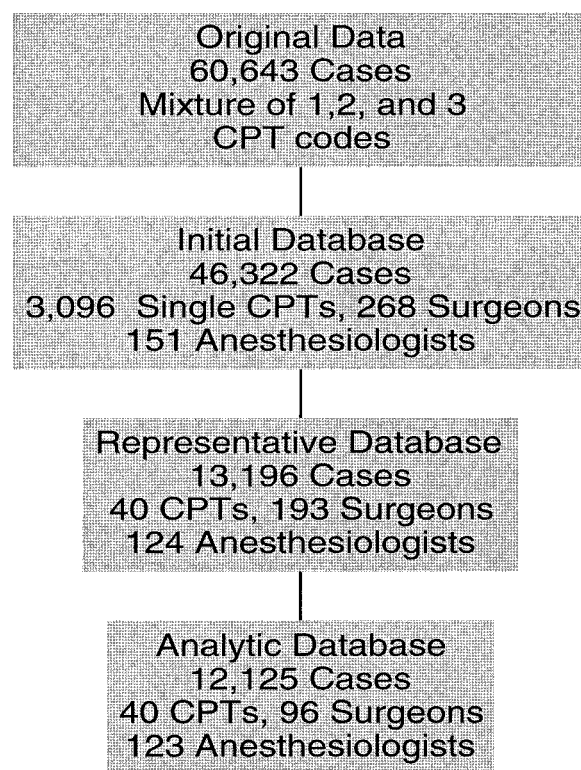 Original Data
60,643 Cases
Mixture of 1,2, and 3
CPT codes
Initial Database
46,322 Cases
3,096 Single CPTs, 268 Surgeons
151 Anesthesiologists
Representative Database
13,196 Cases
40 CPTs, 193 Surgeons
124 Anesthesiologists
Analytic Database
12,125 Cases
40 CPTs, 96 Surgeons
123 Anesthesiologists